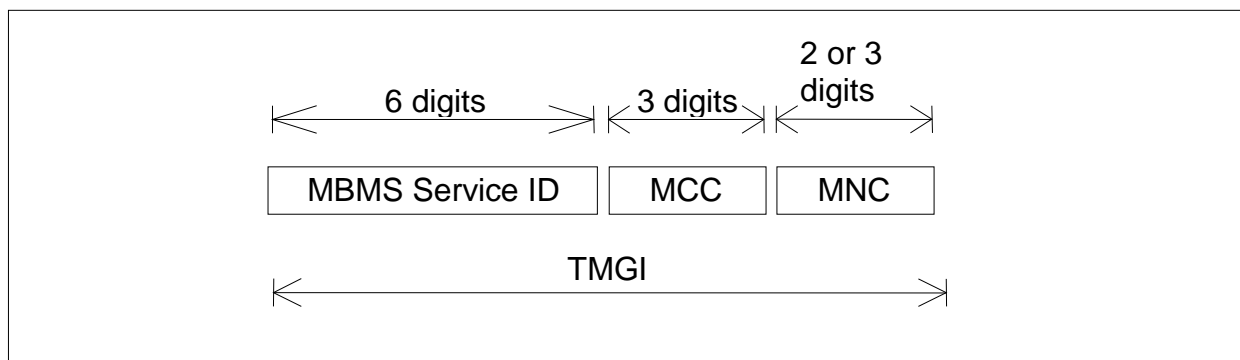 2 or 3
digits
6 digits
3 digits
MBMS Service ID
MCC
MNC
TMGI